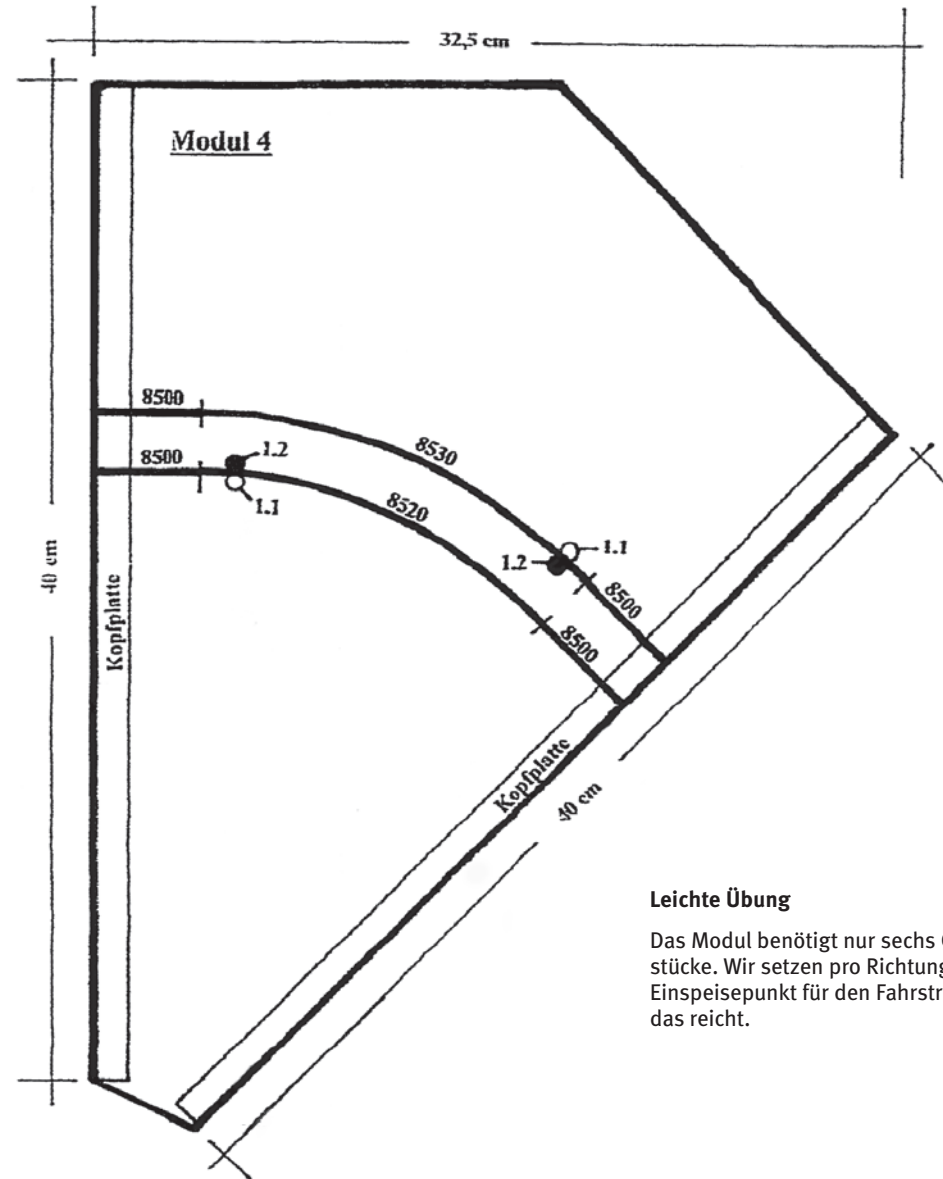 32,5 cm
Modul 4
8500
8530
8500
1.2
1.1
8520
1.2
1.1
8500
8500
40 cm
Kopfplatte
Kopfplatte
40 cm
Leichte Übung
Das Modul benötigt nur sechs
stücke. Wir setzen pro Richtung
Einspeisepunkt für den Fahrstr
das reicht.